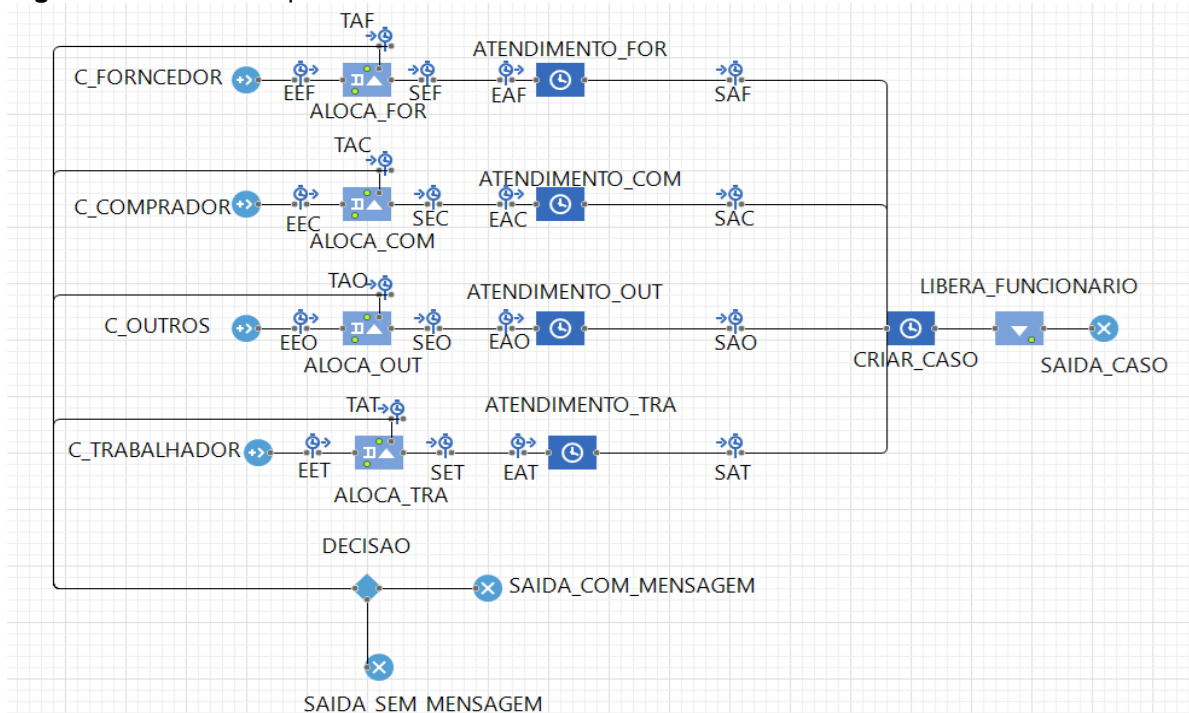 TAF
ATENDIMENTO_FOR
C_FORNCEDOR
EEF
SEF
EAF
SAF
ALOCA_FOR
TAC
ATENDIMENTO_COM
C_COMPRADOR
EEC
SEC
EAC
SAC
ALOCA_COM
TAO
ATENDIMENTO_OUT
LIBERA_FUNCIONARIO
C_OUTROS
EEO
SEO
EAO
SAO
CRIAR_CASO
SAIDA_CASO
ALOCA_OUT
TAT
ATENDIMENTO_TRA
C_TRABALHADOR
EET
SET
EAT
SAT
ALOCA_TRA
DECISAO
SAIDA_COM_MENSAGEM
SAIDA_SEM_MENSAGEM